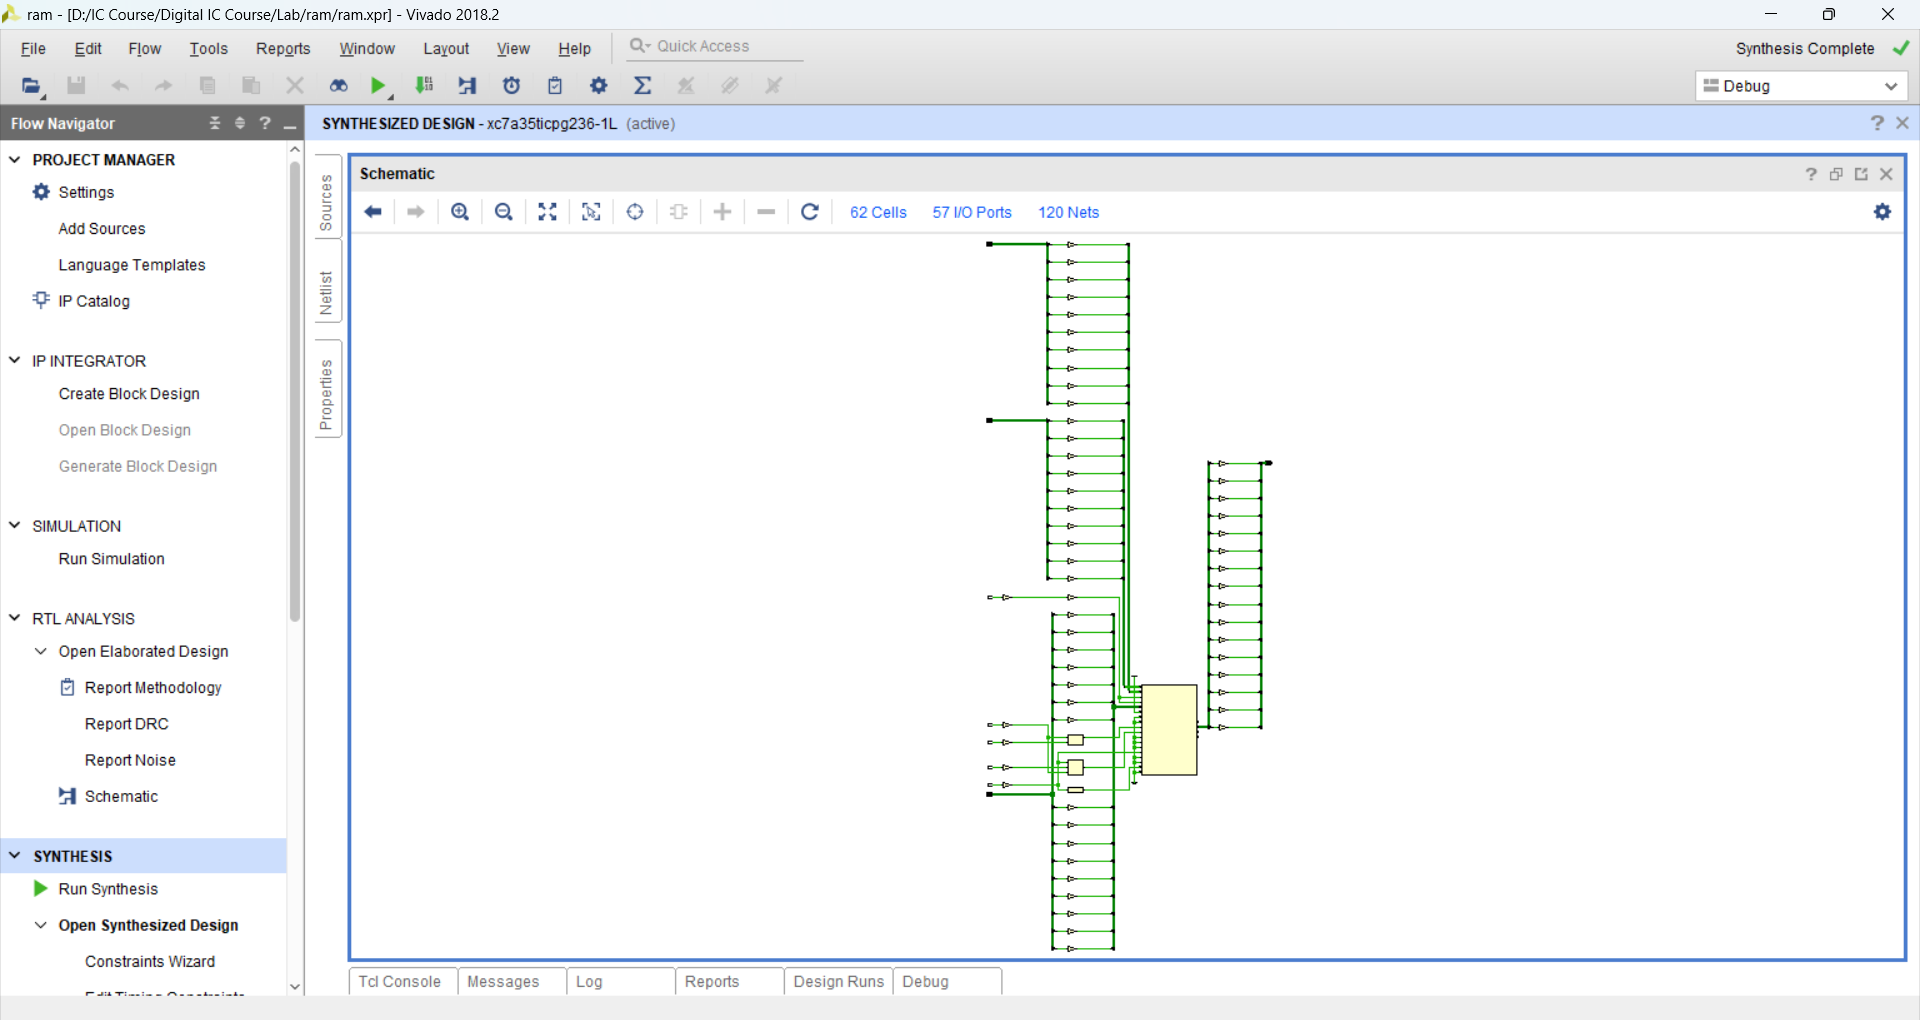 ram - [D:/IC Course/Digital IC Course/Lab/ram/ram.xpr] - Vivado 2018.2
File Edit Flow Tools Reports Window Layout View Help Quick Access
Synthesis Complete
Debug
Flow Navigator
SYNTHESIZED DESIGN - xc7a35ticpg236-1L (active)
PROJECT MANAGER
Settings
Add Sources
Language Templates
IP Catalog
IP INTEGRATOR
Create Block Design
Open Block Design
Generate Block Design
SIMULATION
Run Simulation
RTL ANALYSIS
Open Elaborated Design
Report Methodology
Report DRC
Report Noise
Schematic
SYNTHESIS
Run Synthesis
Open Synthesized Design
Constraints Wizard
Edit Timing Constraints
Sources
Netlist
Properties
Schematic
62 Cells 57 I/O Ports 120 Nets
Tcl Console Messages Log Reports Design Runs Debug